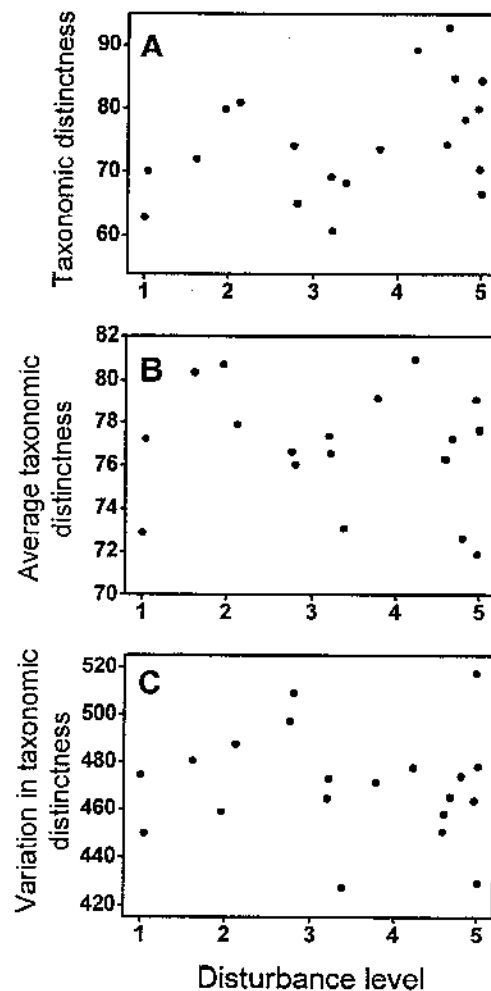 A
Taxonomic distinctness
90
80
70
60
1 2 3 4 5
B
Average taxonomic
distinctness
82
80
78
76
74
72
70
1 2 3 4 5
C
Variation in taxonomic
distinctness
520
500
480
460
440
420
1 2 3 4 5
Disturbance level